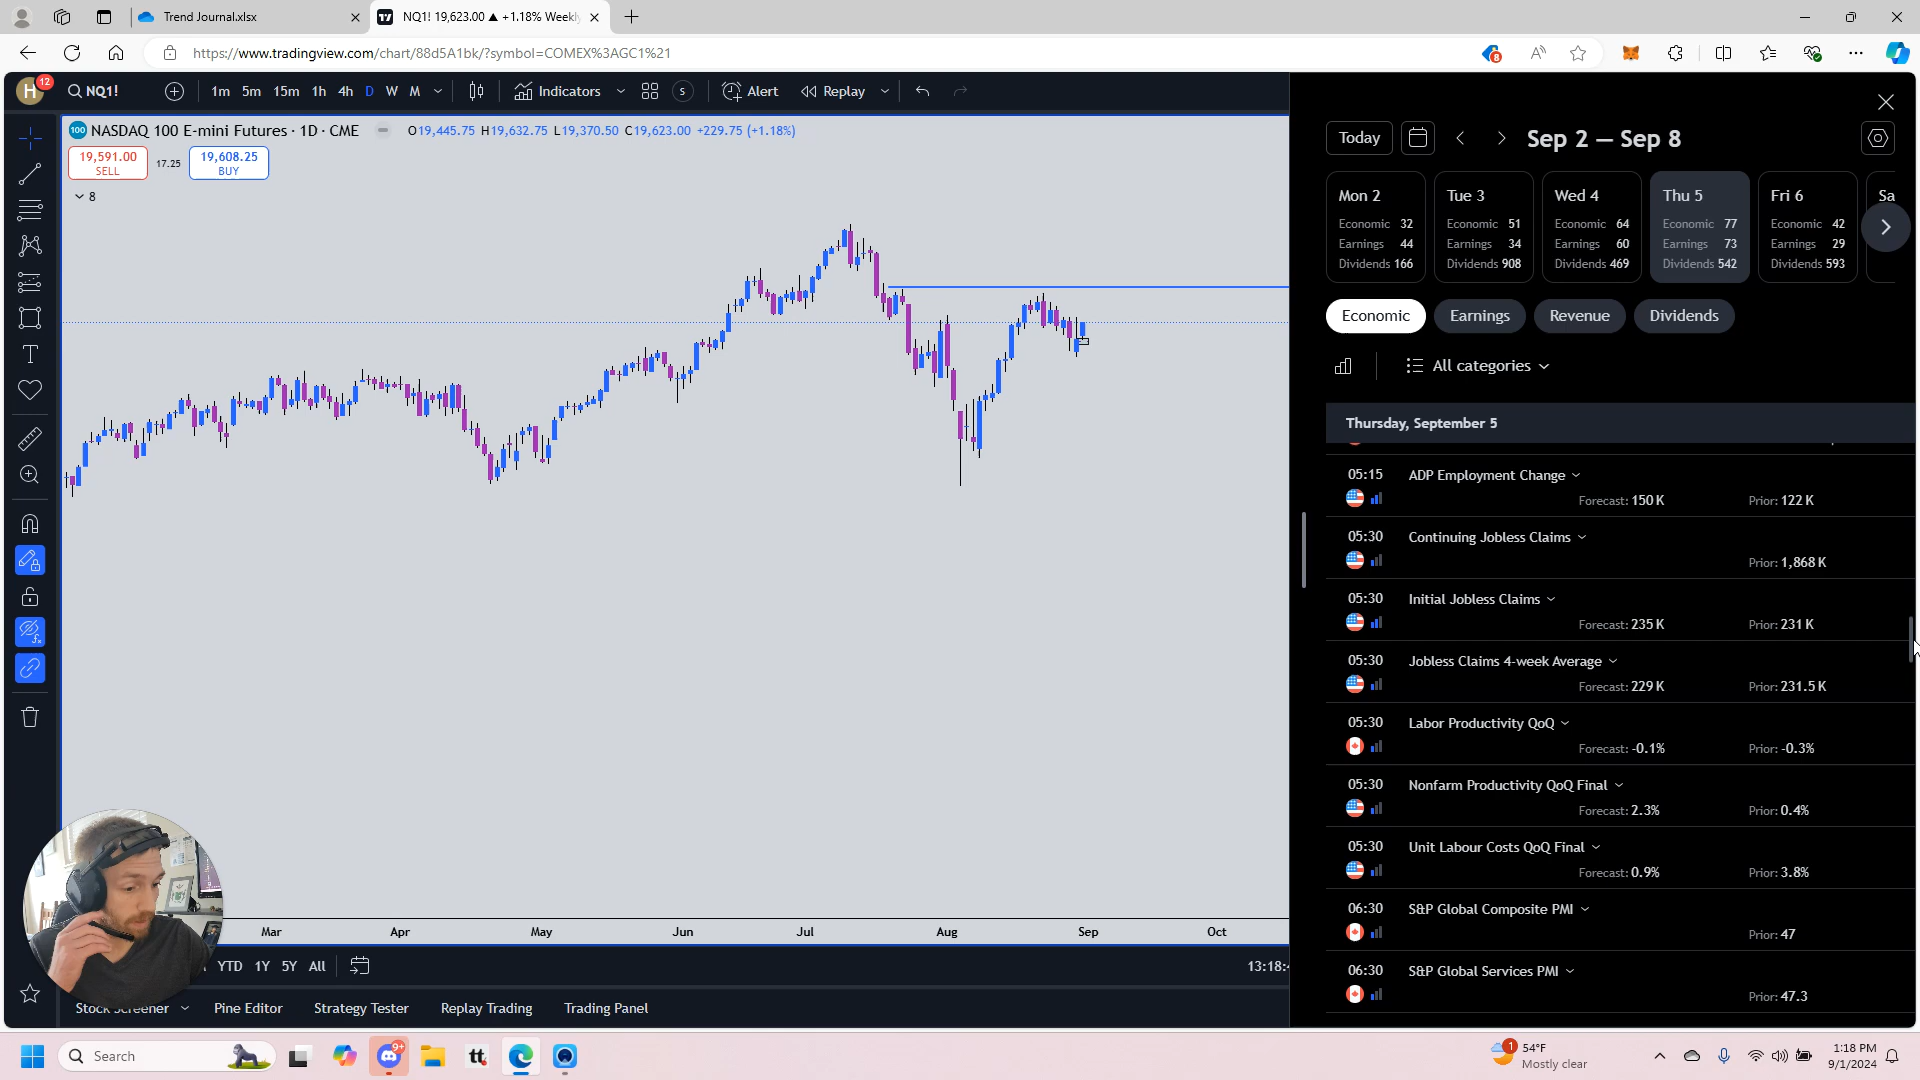 Trend Journal.xlsx
NQ1! 19,623.00 ▲ +1.18% Weekly
https://www.tradingview.com/chart/88d5A1bk/?symbol=COMEX%3AGC1%21
8
H 12 NQ1! 1m 5m 15m 1h 4h D W M Indicators S Alert Replay
100 NASDAQ 100 E-mini Futures · 1D · CME O19,445.75 H19,632.75 L19,370.50 C19,623.00 +229.75 (+1.18%)
19,591.00 17.25 19,608.25
SELL BUY
8
T
Mar Apr May Jun Jul Aug Sep Oct
YTD 1Y 5Y All 13:18:
Stock Screener Pine Editor Strategy Tester Replay Trading Trading Panel
Today Sep 2 — Sep 8
Mon 2 Tue 3 Wed 4 Thu 5 Fri 6 Sa
Economic 32 Economic 51 Economic 64 Economic 77 Economic 42
Earnings 44 Earnings 34 Earnings 60 Earnings 73 Earnings 29
Dividends 166 Dividends 908 Dividends 469 Dividends 542 Dividends 593
Economic Earnings Revenue Dividends
All categories
Thursday, September 5
05:15 ADP Employment Change
Forecast: 150 K Prior: 122 K
05:30 Continuing Jobless Claims
Prior: 1,868 K
05:30 Initial Jobless Claims
Forecast: 235 K Prior: 231 K
05:30 Jobless Claims 4-week Average
Forecast: 229 K Prior: 231.5 K
05:30 Labor Productivity QoQ
Forecast: -0.1% Prior: -0.3%
05:30 Nonfarm Productivity QoQ Final
Forecast: 2.3% Prior: 0.4%
05:30 Unit Labour Costs QoQ Final
Forecast: 0.9% Prior: 3.8%
06:30 S&P Global Composite PMI
Prior: 47
06:30 S&P Global Services PMI
Prior: 47.3
Search 9+ tt 1 54°F
Mostly clear
1:18 PM
9/1/2024